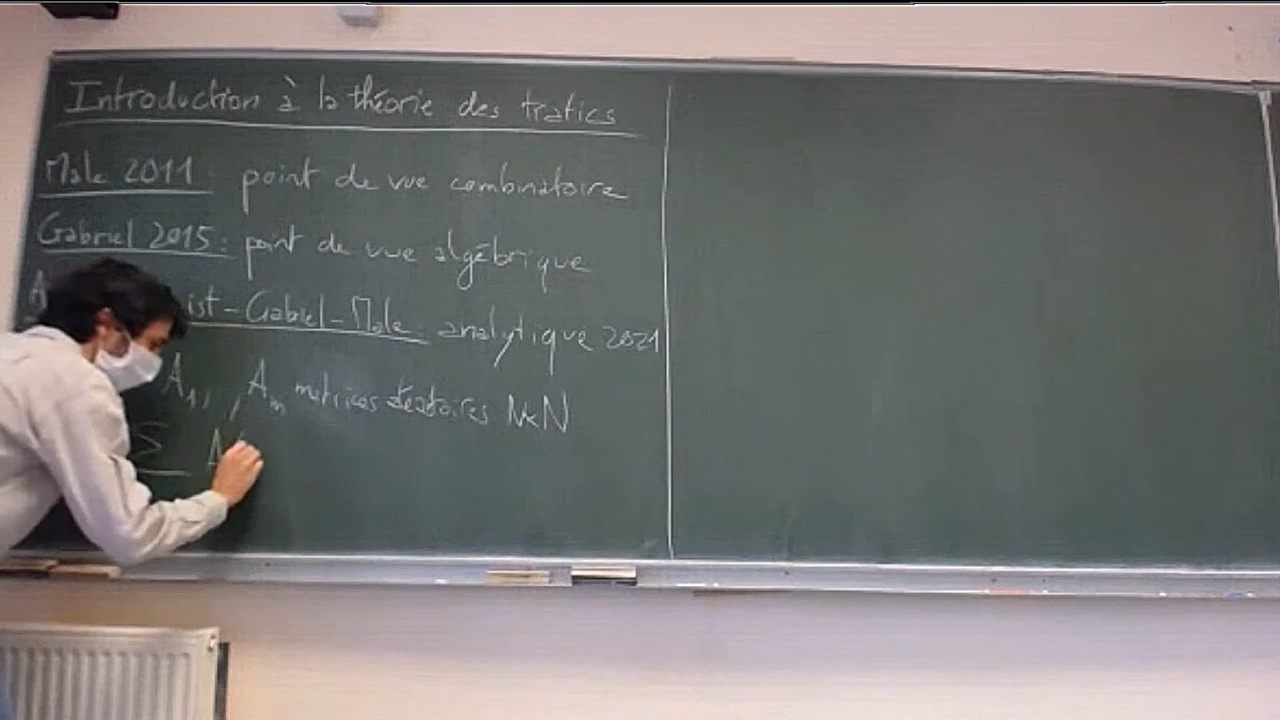 Introduction à la théorie des trafics
Male 2011 : point de vue combinatoire
Gabriel 2015 : point de vue algébrique
ist - Gabriel - Male : analytique 2021
A₁, , Aₘ matrices aléatoires N×N
Σ A